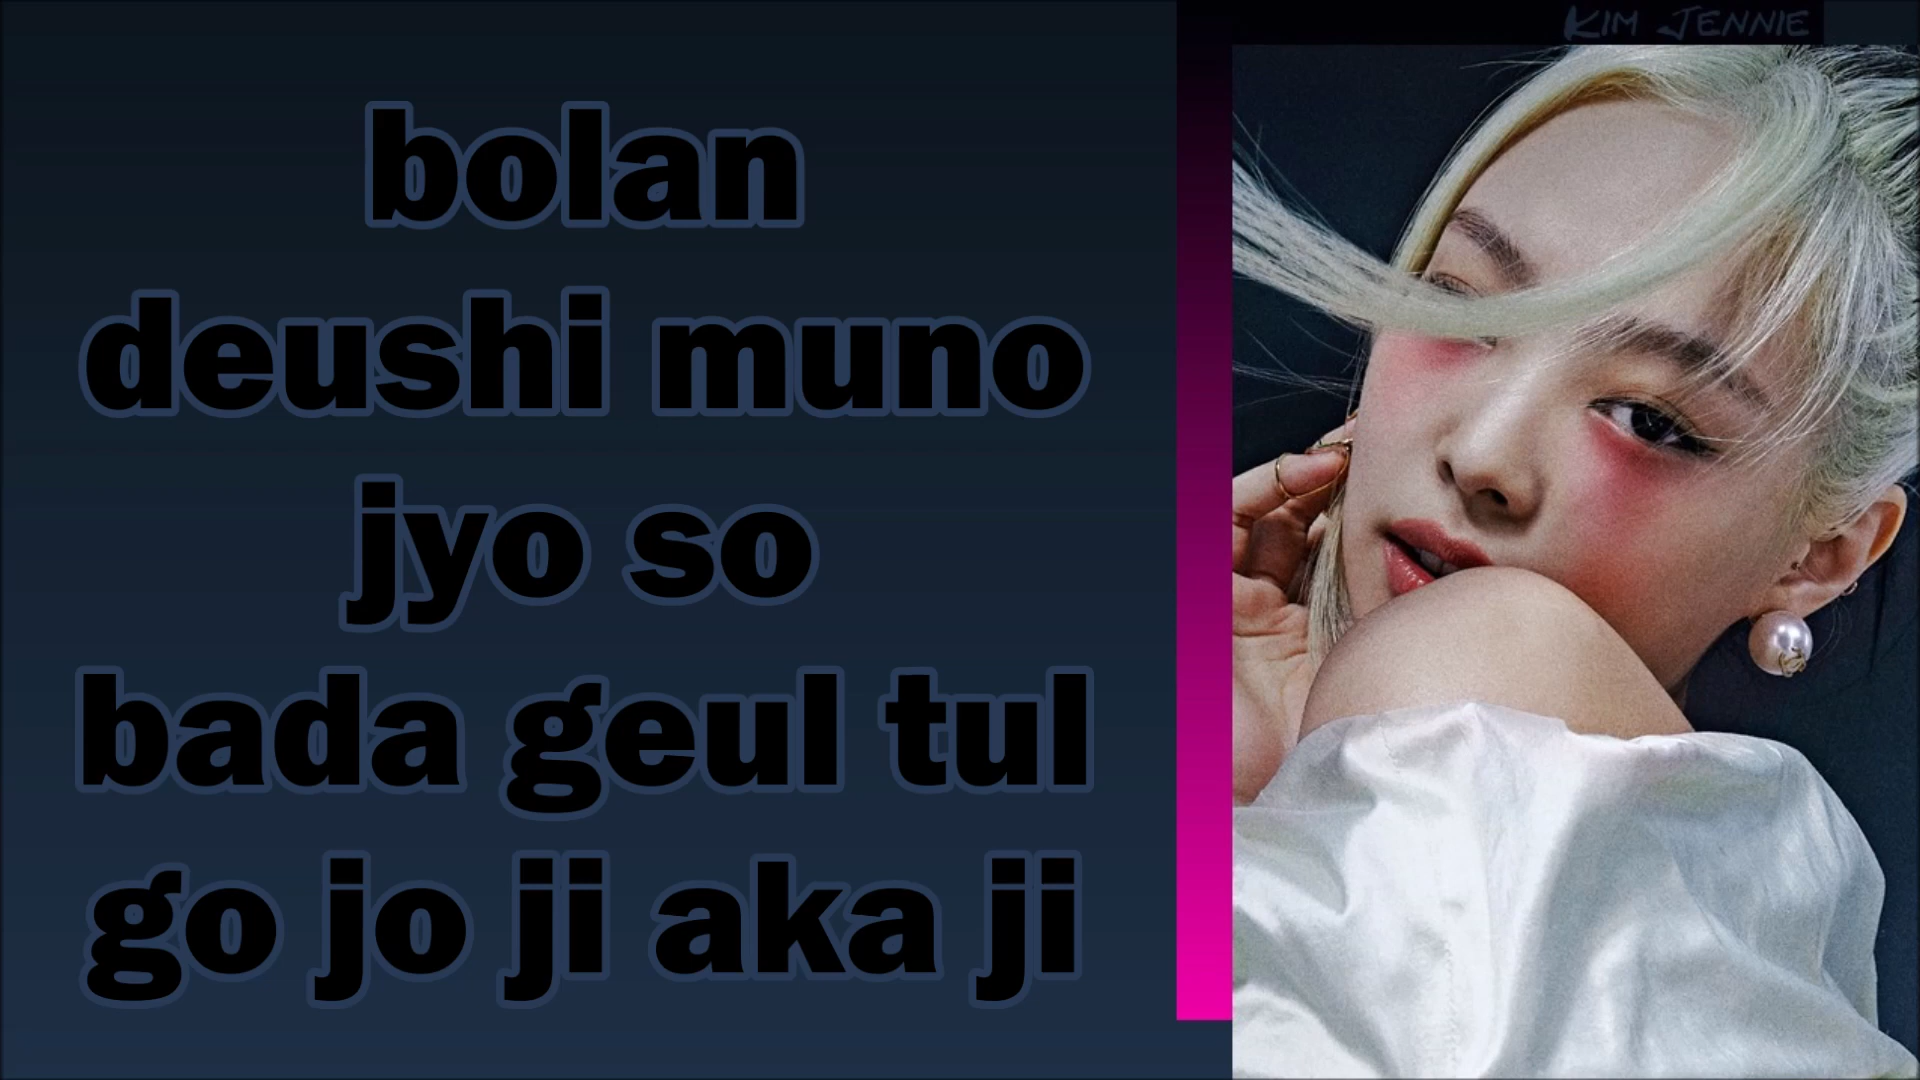 KIM JENNIE
bolan
deushi muno
jyo so
bada geul tul
go jo ji aka ji